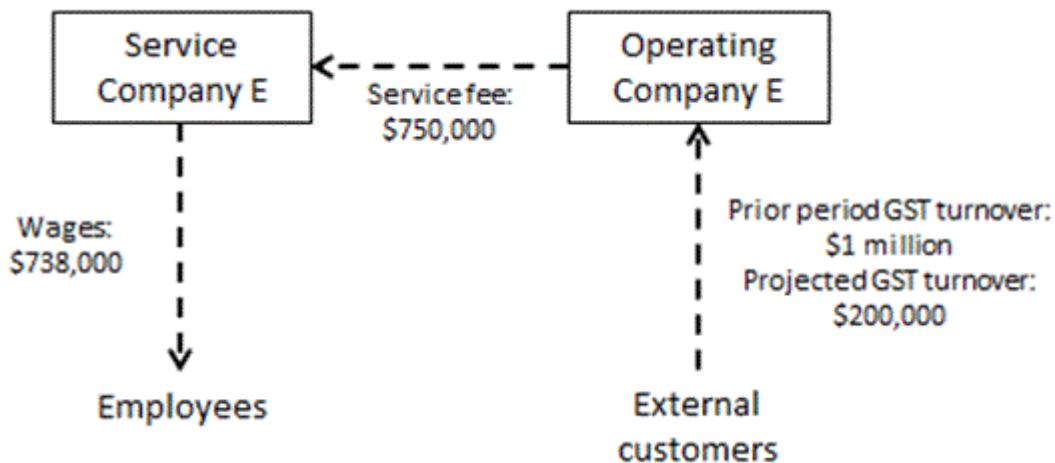 Service
Company E
Operating
Company E
Service fee:
$750,000
Wages:
$738,000
Prior period GST turnover:
$1 million
Projected GST turnover:
$200,000
Employees
External
customers